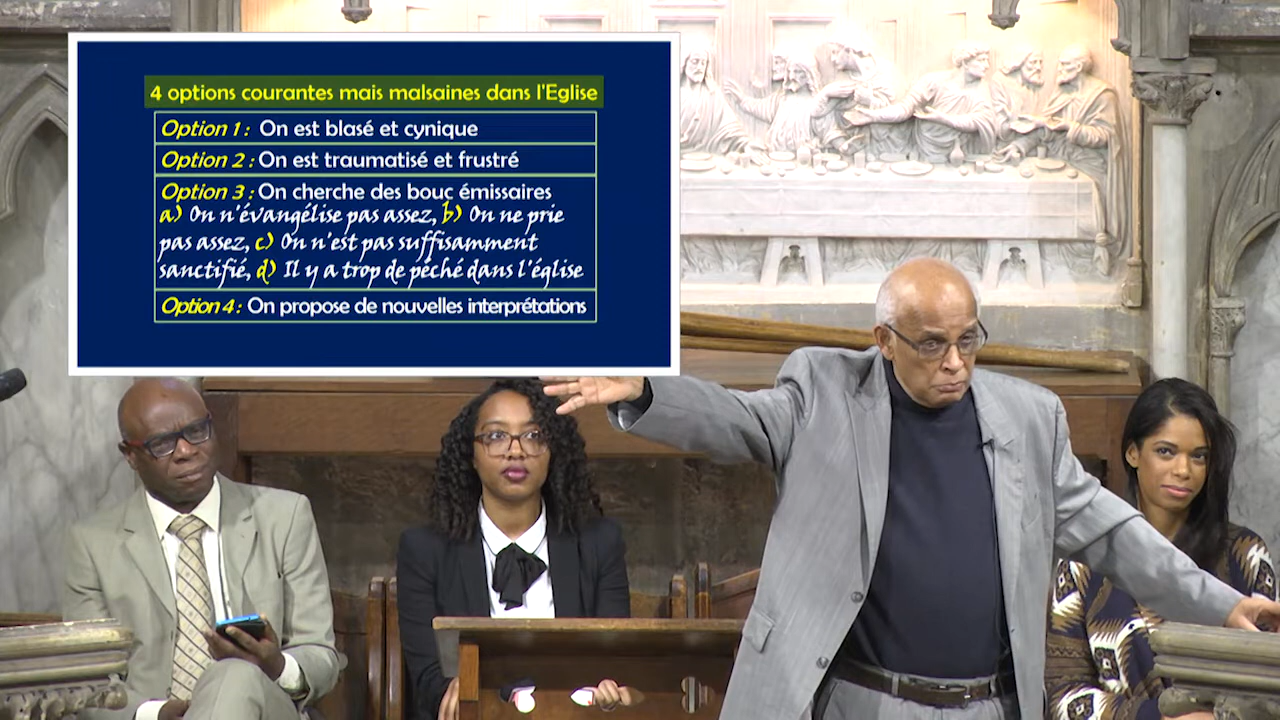 4 options courantes mais malsaines dans l'Eglise
Option 1 : On est blasé et cynique
Option 2 : On est traumatisé et frustré
Option 3 : On cherche des bouc émissaires
a) On n'évangélise pas assez, b) On ne prie
pas assez, c) On n'est pas suffisamment
sanctifié, d) Il y a trop de péché dans l'église
Option 4 : On propose de nouvelles interprétations